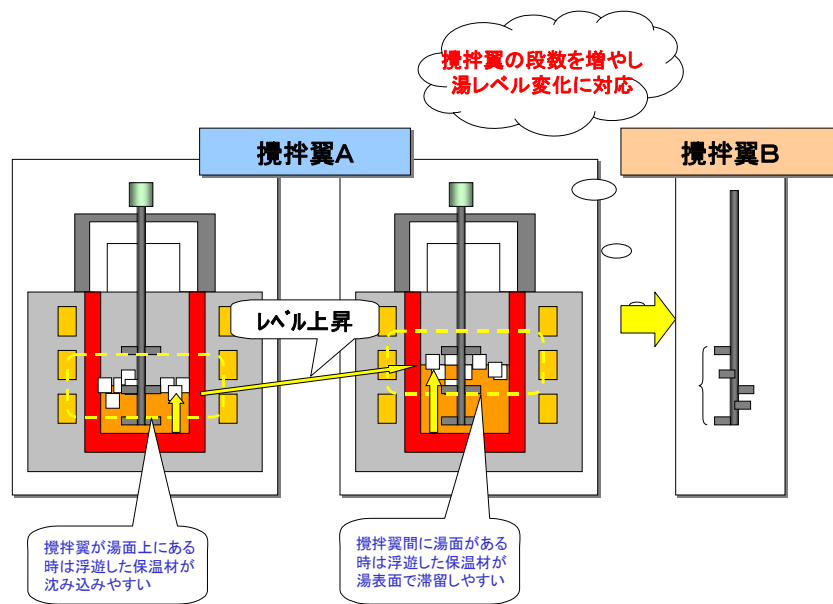 攪拌翼の段数を増やし
湯レベル変化に対応
攪拌翼A
攪拌翼B
レベル上昇
攪拌翼が湯面上にある
時は浮遊した保温材が
沈み込みやすい
攪拌翼間に湯面がある
時は浮遊した保温材が
湯表面で滞留しやすい